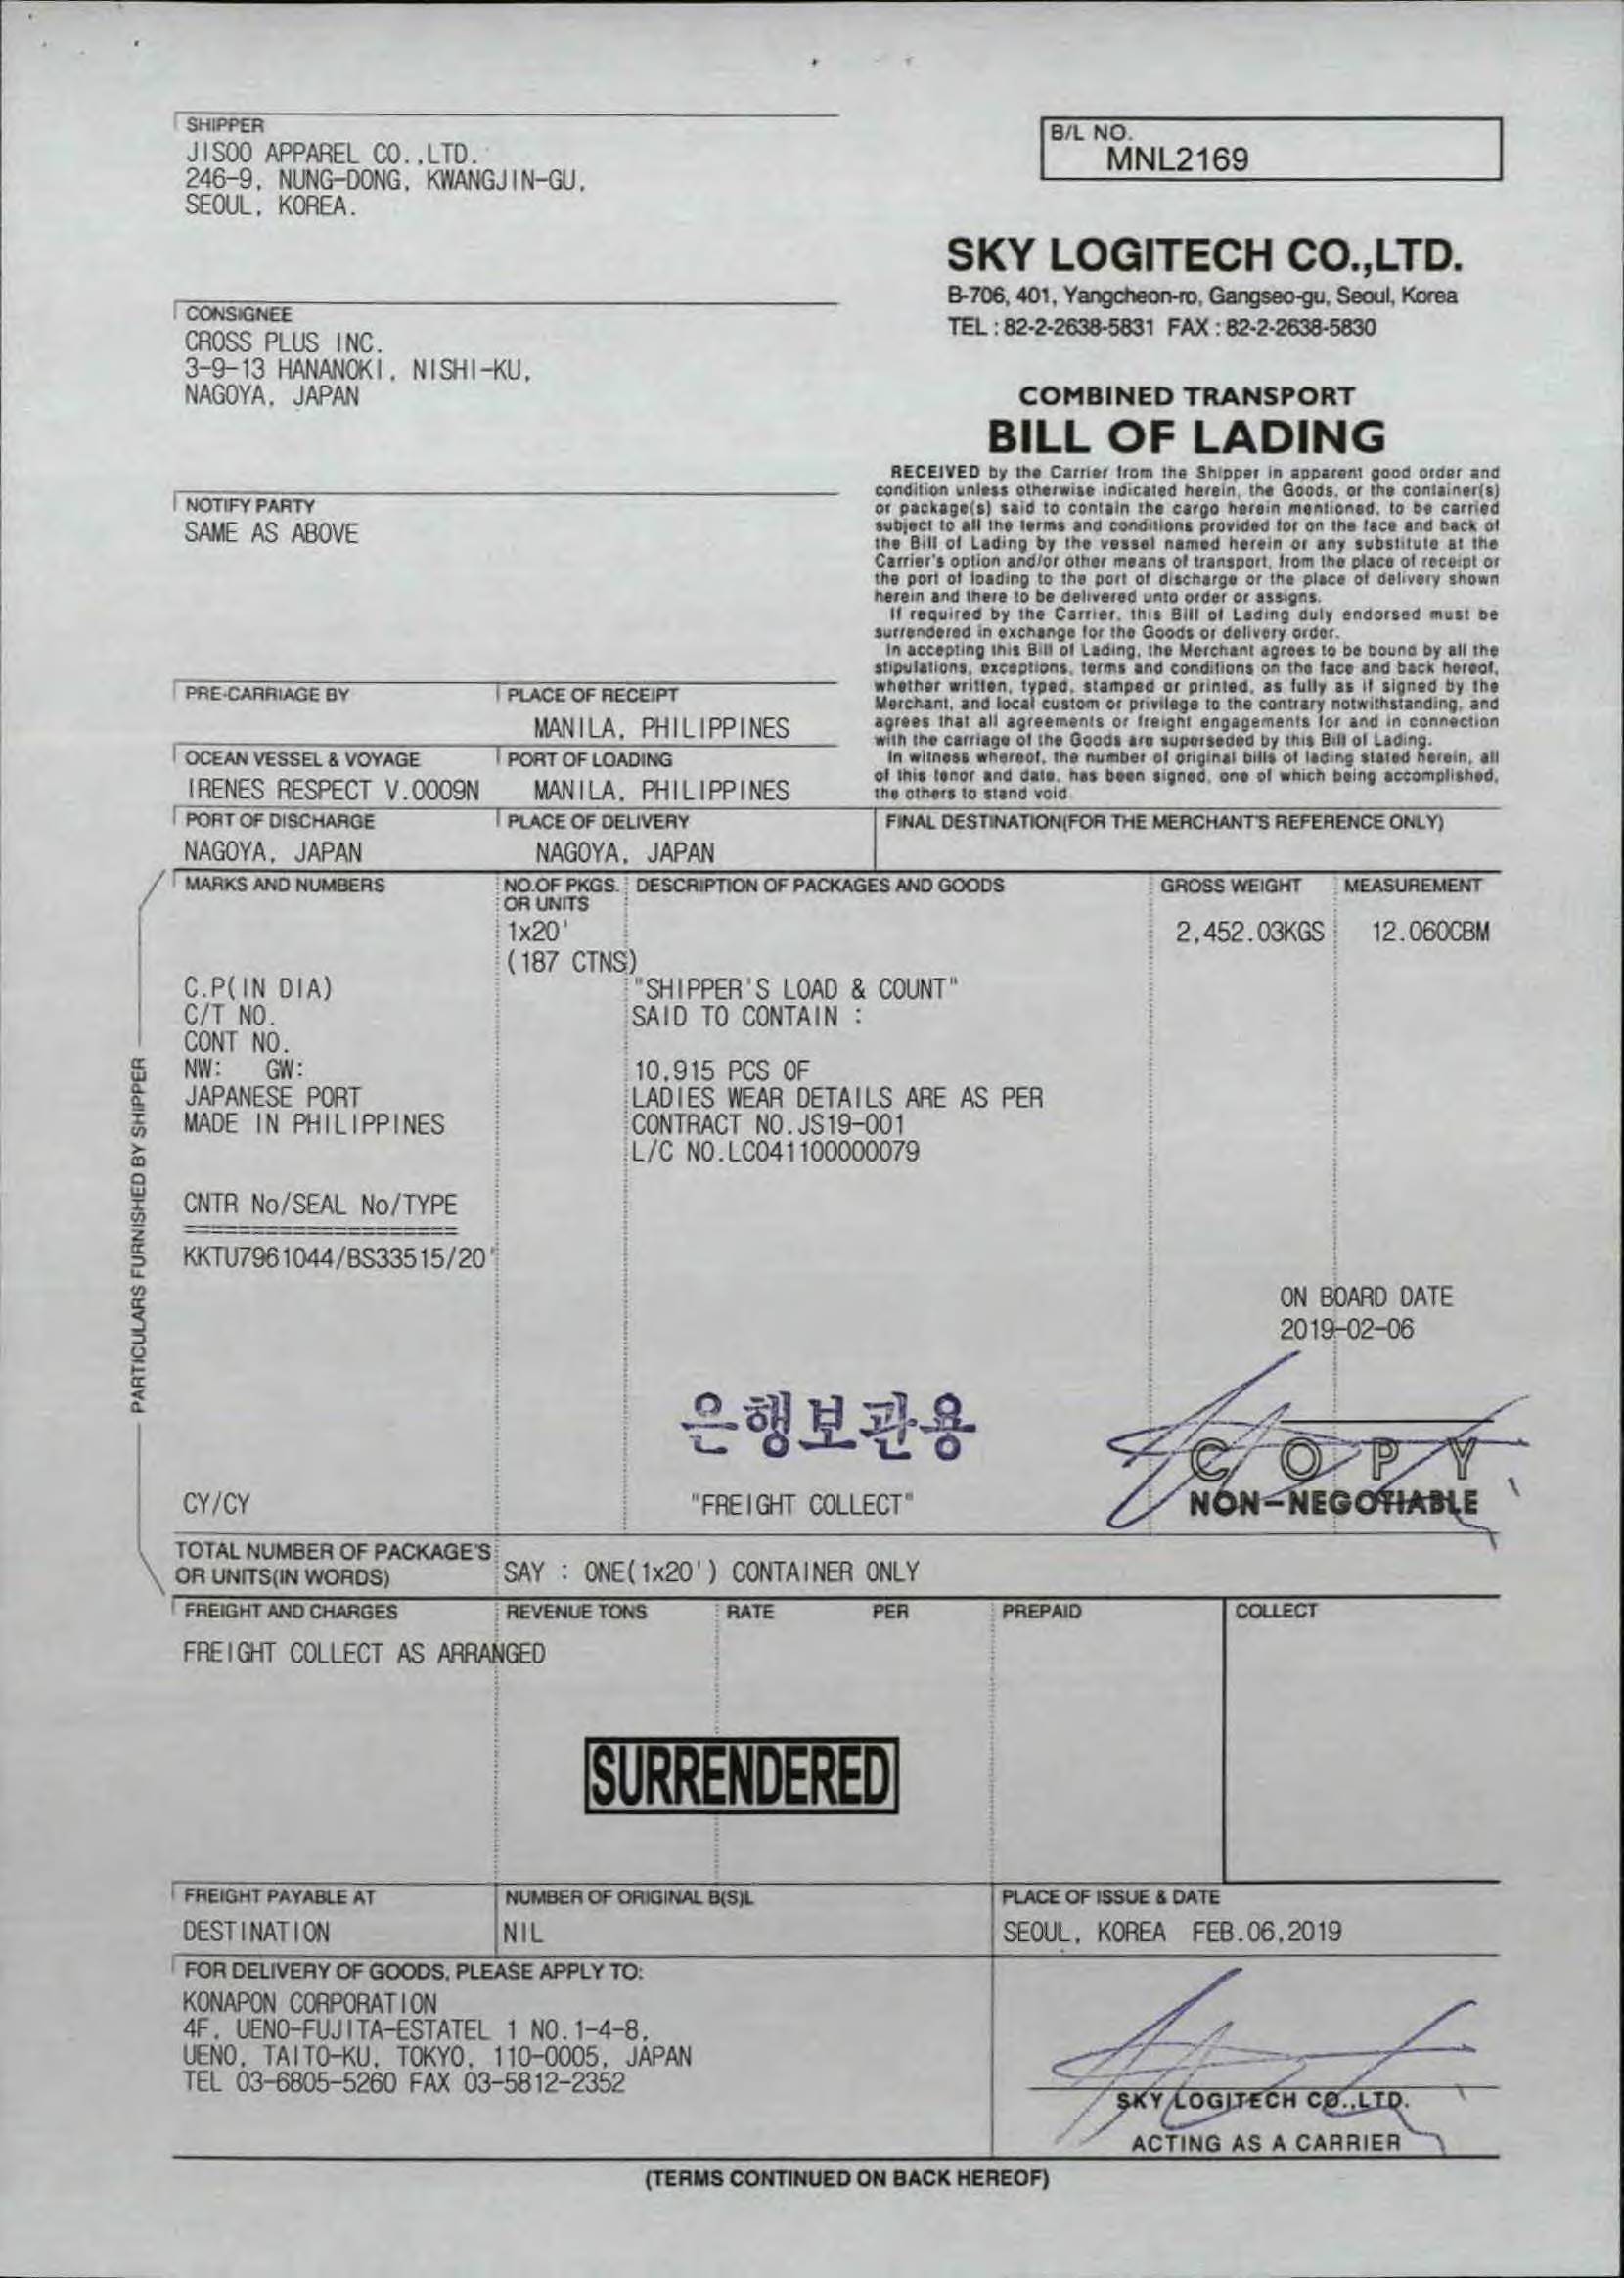 SHIPPER
JISOO APPAREL CO.,LTD.
246-9, NUNG-DONG, KWANGJIN-GU,
SEOUL, KOREA.
B/L NO.
MNL2169
SKY LOGITECH CO.,LTD.
B-706, 401, Yangcheon-ro, Gangseo-gu, Seoul, Korea
TEL : 82-2-2638-5831 FAX : 82-2-2638-5830
CONSIGNEE
CROSS PLUS INC.
3-9-13 HANANOKI, NISHI-KU,
NAGOYA, JAPAN
COMBINED TRANSPORT
BILL OF LADING
RECEIVED by the Carrier from the Shipper in apparent good order and
condition unless otherwise indicated herein, the Goods, or the container(s)
or package(s) said to contain the cargo herein mentioned, to be carried
subject to all the terms and conditions provided for on the face and back of
the Bill of Lading by the vessel named herein or any substitute at the
Carrier's option and/or other means of transport, from the place of receipt or
the port of loading to the port of discharge or the place of delivery shown
herein and there to be delivered unto order or assigns.
If required by the Carrier, this Bill of Lading duly endorsed must be
surrendered in exchange for the Goods or delivery order.
In accepting this Bill of Lading, the Merchant agrees to be bound by all the
stipulations, exceptions, terms and conditions on the face and back hereof,
whether written, typed, stamped or printed, as fully as if signed by the
Merchant, and local custom or privilege to the contrary notwithstanding, and
agrees that all agreements or freight engagements for and in connection
with the carriage of the Goods are superseded by this Bill of Lading.
In witness whereof, the number of original bills of lading stated herein, all
of this tenor and date, has been signed, one of which being accomplished,
the others to stand void.
NOTIFY PARTY
SAME AS ABOVE
PRE-CARRIAGE BY
PLACE OF RECEIPT
MANILA, PHILIPPINES
OCEAN VESSEL & VOYAGE
PORT OF LOADING
IRENES RESPECT V.0009N
MANILA, PHILIPPINES
PORT OF DISCHARGE
PLACE OF DELIVERY
FINAL DESTINATION(FOR THE MERCHANT'S REFERENCE ONLY)
NAGOYA, JAPAN
NAGOYA, JAPAN
PARTICULARS FURNISHED BY SHIPPER
MARKS AND NUMBERS
NO.OF PKGS.
OR UNITS
DESCRIPTION OF PACKAGES AND GOODS
GROSS WEIGHT
MEASUREMENT
1x20'
2,452.03KGS
12.060CBM
(187 CTNS)
C.P(IN DIA)
"SHIPPER'S LOAD & COUNT"
C/T NO.
SAID TO CONTAIN :
CONT NO.
NW: GW:
10,915 PCS OF
JAPANESE PORT
LADIES WEAR DETAILS ARE AS PER
MADE IN PHILIPPINES
CONTRACT NO.JS19-001
L/C NO.LC041100000079
CNTR No/SEAL No/TYPE
=====================
KKTU7961044/BS33515/20'
ON BOARD DATE
2019-02-06
은행보관용
COPY
NON-NEGOTIABLE
CY/CY
"FREIGHT COLLECT"
TOTAL NUMBER OF PACKAGE'S
OR UNITS(IN WORDS)
SAY : ONE(1x20') CONTAINER ONLY
FREIGHT AND CHARGES
REVENUE TONS
RATE
PER
PREPAID
COLLECT
FREIGHT COLLECT AS ARRANGED
SURRENDERED
FREIGHT PAYABLE AT
NUMBER OF ORIGINAL B(S)L
PLACE OF ISSUE & DATE
DESTINATION
NIL
SEOUL, KOREA FEB.06,2019
FOR DELIVERY OF GOODS, PLEASE APPLY TO:
KONAPON CORPORATION
4F, UENO-FUJITA-ESTATEL 1 NO.1-4-8,
UENO, TAITO-KU, TOKYO, 110-0005, JAPAN
TEL 03-6805-5260 FAX 03-5812-2352
SKY LOGITECH CO.,LTD.
ACTING AS A CARRIER
(TERMS CONTINUED ON BACK HEREOF)